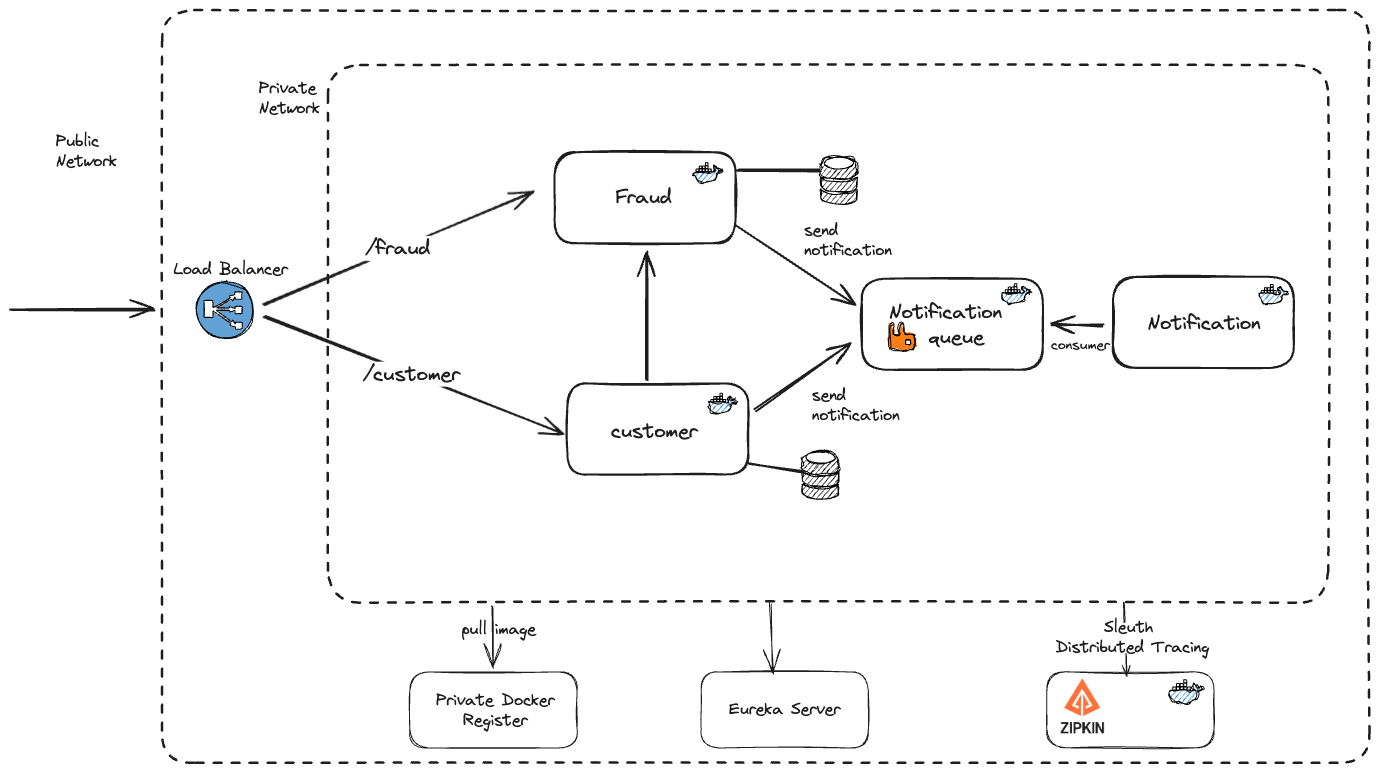 Private
Network
Public
Network
Fraud
send
notification
/fraud
Load Balancer
Notification
queue
Notification
consumer
/customer
send
notification
customer
pull image
Sleuth
Distributed Tracing
Private Docker
Register
Eureka Server
ZIPKIN